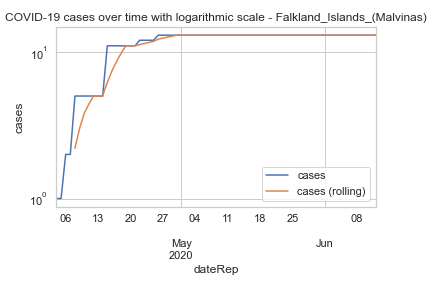 COVID-19 cases over time with logarithmic scale - Falkland_Islands_(Malvinas)
10¹
10⁰
cases
cases
cases (rolling)
06 13 20 27 04 11 18 25 08
May Jun
2020
dateRep